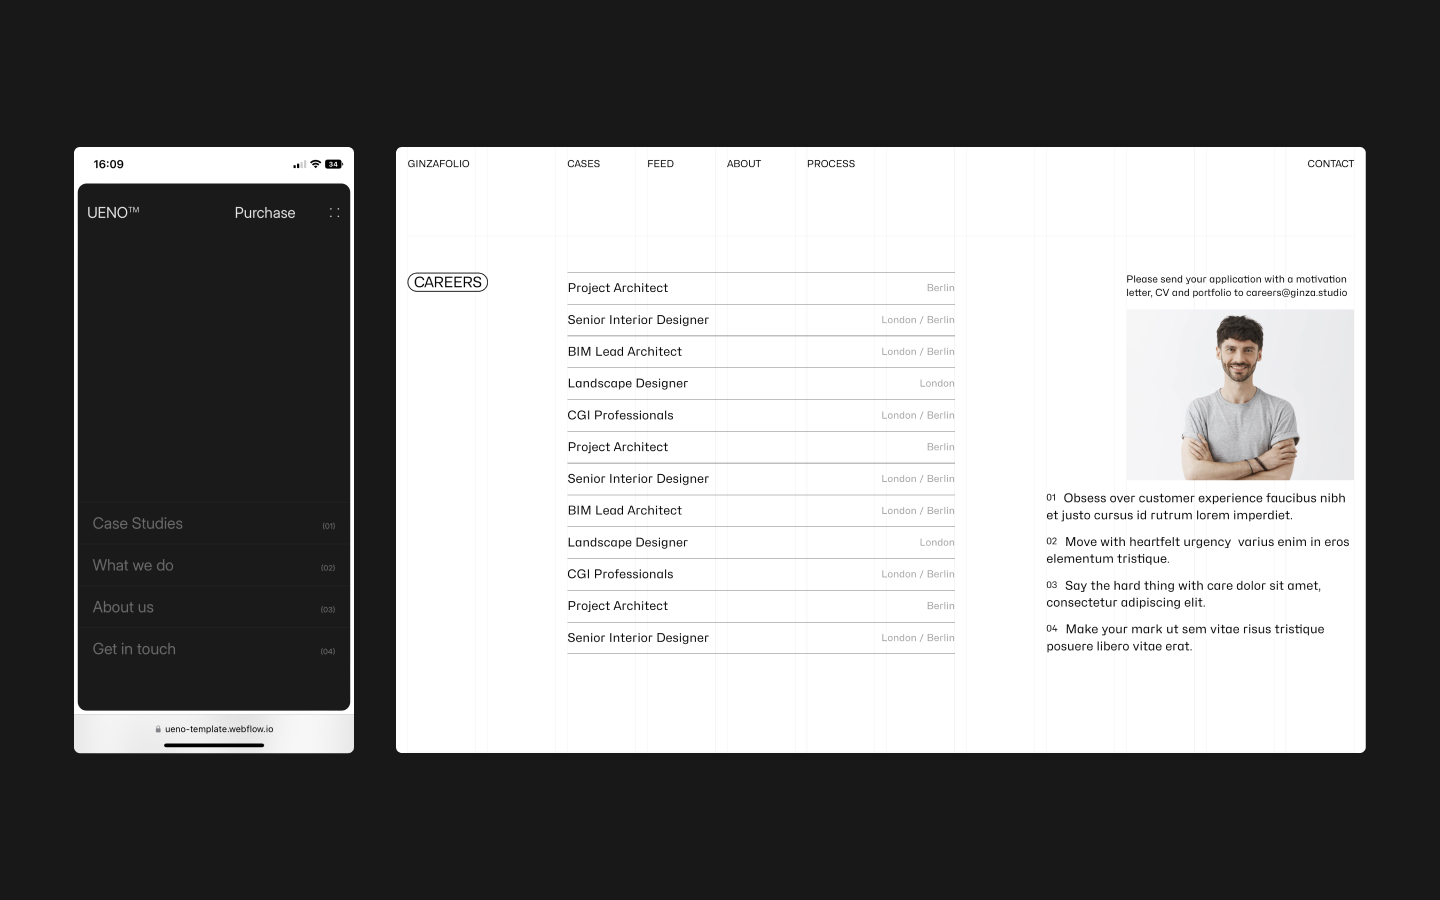 16:09
34
UENO™
Purchase
Case Studies
(01)
What we do
(02)
About us
(03)
Get in touch
(04)
ueno-template.webflow.io
GINZAFOLIO
CASES
FEED
ABOUT
PROCESS
CONTACT
CAREERS
Project Architect
Berlin
Senior Interior Designer
London / Berlin
BIM Lead Architect
London / Berlin
Landscape Designer
London
CGI Professionals
London / Berlin
Project Architect
Berlin
Senior Interior Designer
London / Berlin
BIM Lead Architect
London / Berlin
Landscape Designer
London
CGI Professionals
London / Berlin
Project Architect
Berlin
Senior Interior Designer
London / Berlin
Please send your application with a motivation
letter, CV and portfolio to careers@ginza.studio
01 Obsess over customer experience faucibus nibh
et justo cursus id rutrum lorem imperdiet.
02 Move with heartfelt urgency varius enim in eros
elementum tristique.
03 Say the hard thing with care dolor sit amet,
consectetur adipiscing elit.
04 Make your mark ut sem vitae risus tristique
posuere libero vitae erat.